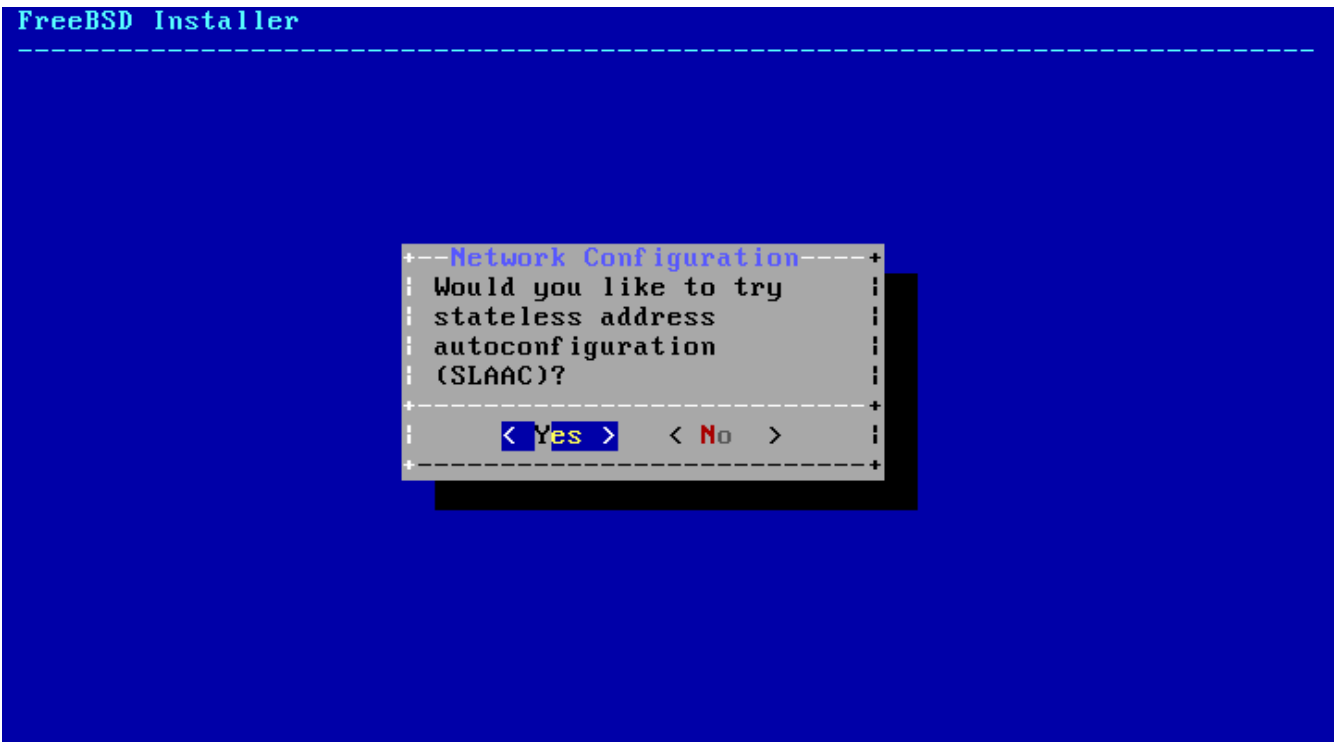 FreeBSD Installer
Network Configuration
Would you like to try
stateless address
autoconfiguration
(SLAAC)?
< Yes > < No >